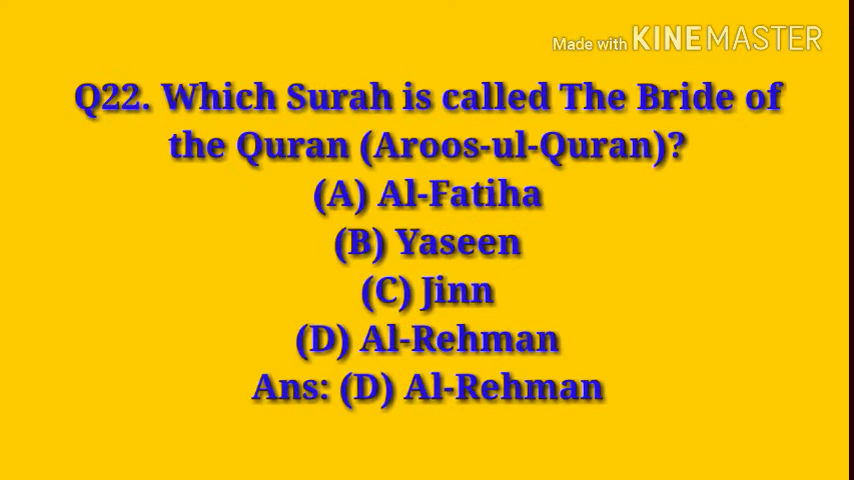 Made with KINEMASTER
Q22. Which Surah is called The Bride of
the Quran (Aroos-ul-Quran)?
(A) Al-Fatiha
(B) Yaseen
(C) Jinn
(D) Al-Rehman
Ans: (D) Al-Rehman